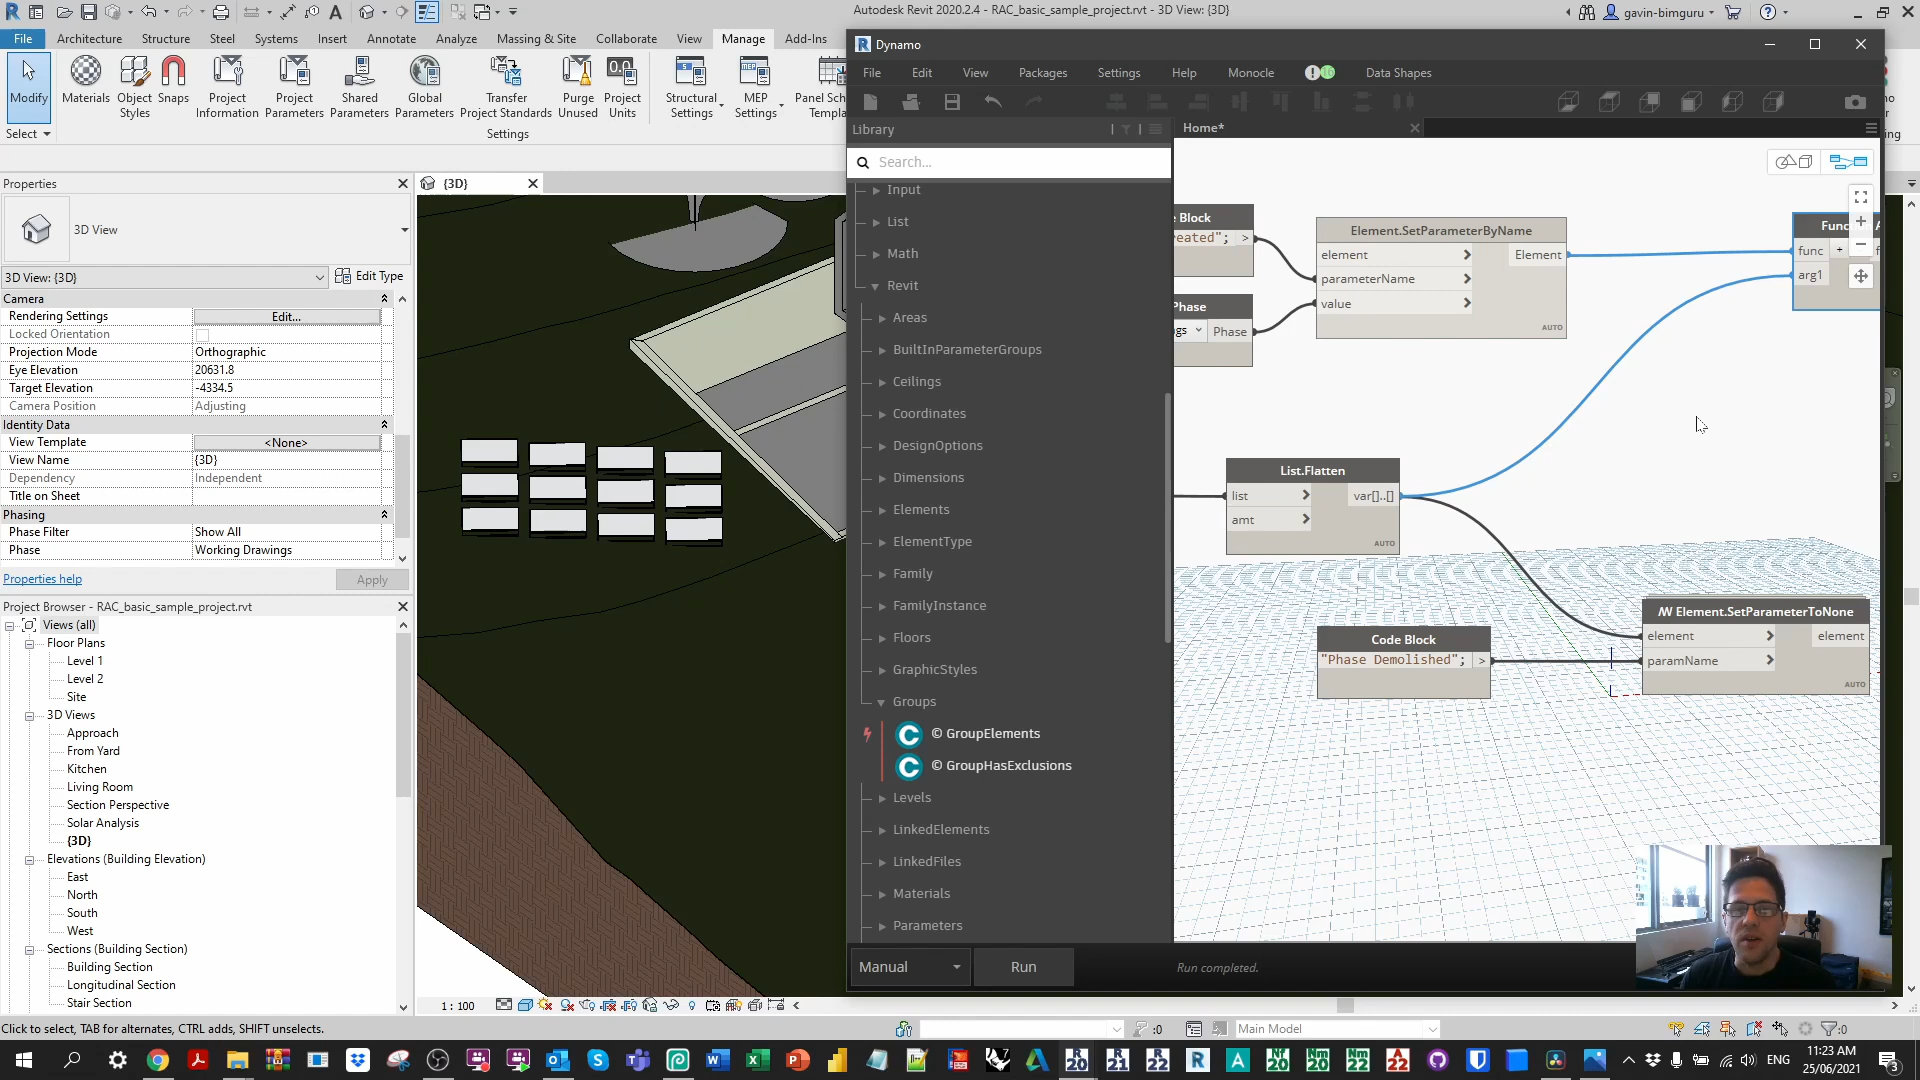 Autodesk Revit 2020.2.4 - RAC_basic_sample_project.rvt - 3D View: {3D}
gavin-bimguru
File
Architecture
Structure
Steel
Systems
Insert
Annotate
Analyze
Massing & Site
Collaborate
View
Manage
Add-Ins
Modify
Materials
Object
Styles
Snaps
Project
Information
Project
Parameters
Shared
Parameters
Global
Parameters
Transfer
Project Standards
Purge
Unused
Project
Units
Structural
Settings
MEP
Settings
Select
Settings
Properties
{3D}
3D View
3D View: {3D}
Edit Type
Camera
Rendering Settings
Edit...
Locked Orientation
Projection Mode
Orthographic
Eye Elevation
20631.8
Target Elevation
-4334.5
Camera Position
Adjusting
Identity Data
View Template
<None>
View Name
{3D}
Dependency
Independent
Title on Sheet
Phasing
Phase Filter
Show All
Phase
Working Drawings
Properties help
Apply
Project Browser - RAC_basic_sample_project.rvt
Views (all)
Floor Plans
Level 1
Level 2
Site
3D Views
Approach
From Yard
Kitchen
Living Room
Section Perspective
Solar Analysis
{3D}
Elevations (Building Elevation)
East
North
South
West
Sections (Building Section)
Building Section
Longitudinal Section
Stair Section
1 : 100
Click to select, TAB for alternates, CTRL adds, SHIFT unselects.
:0
Main Model
:0
Dynamo
File
Edit
View
Packages
Settings
Help
Monocle
Data Shapes
Library
Home*
Search...
Input
List
Math
Revit
Areas
BuiltInParameterGroups
Ceilings
Coordinates
DesignOptions
Dimensions
Elements
ElementType
Family
FamilyInstance
Floors
GraphicStyles
Groups
© GroupElements
© GroupHasExclusions
Levels
LinkedElements
LinkedFiles
Materials
Parameters
Manual
Run
Run completed.
Block
eated"; >
Phase
gs
Phase
Element.SetParameterByName
element
Element
parameterName
value
AUTO
func +
arg1
List.Flatten
list
var[]..[]
amt
AUTO
Code Block
"Phase Demolished"; >
Element.SetParameterToNone
element
element
paramName
AUTO
ENG
11:23 AM
25/06/2021